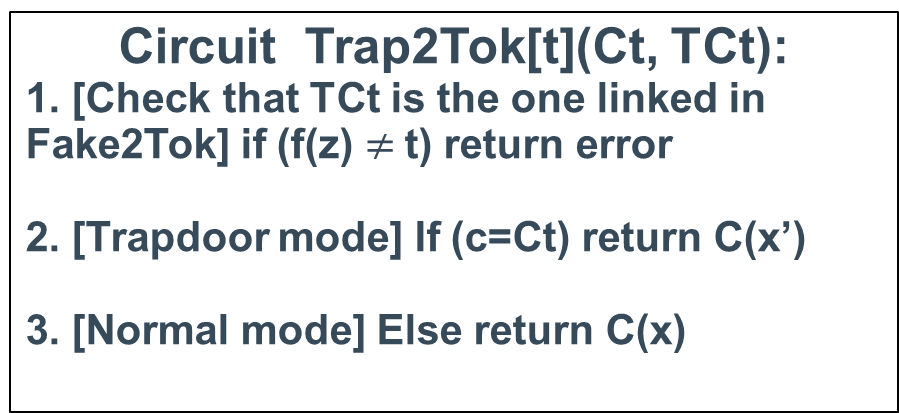 Circuit Trap2Tok[t](Ct, TCt):
1. [Check that TCt is the one linked in
Fake2Tok] if (f(z) ≠ t) return error
2. [Trapdoor mode] If (c=Ct) return C(x’)
3. [Normal mode] Else return C(x)